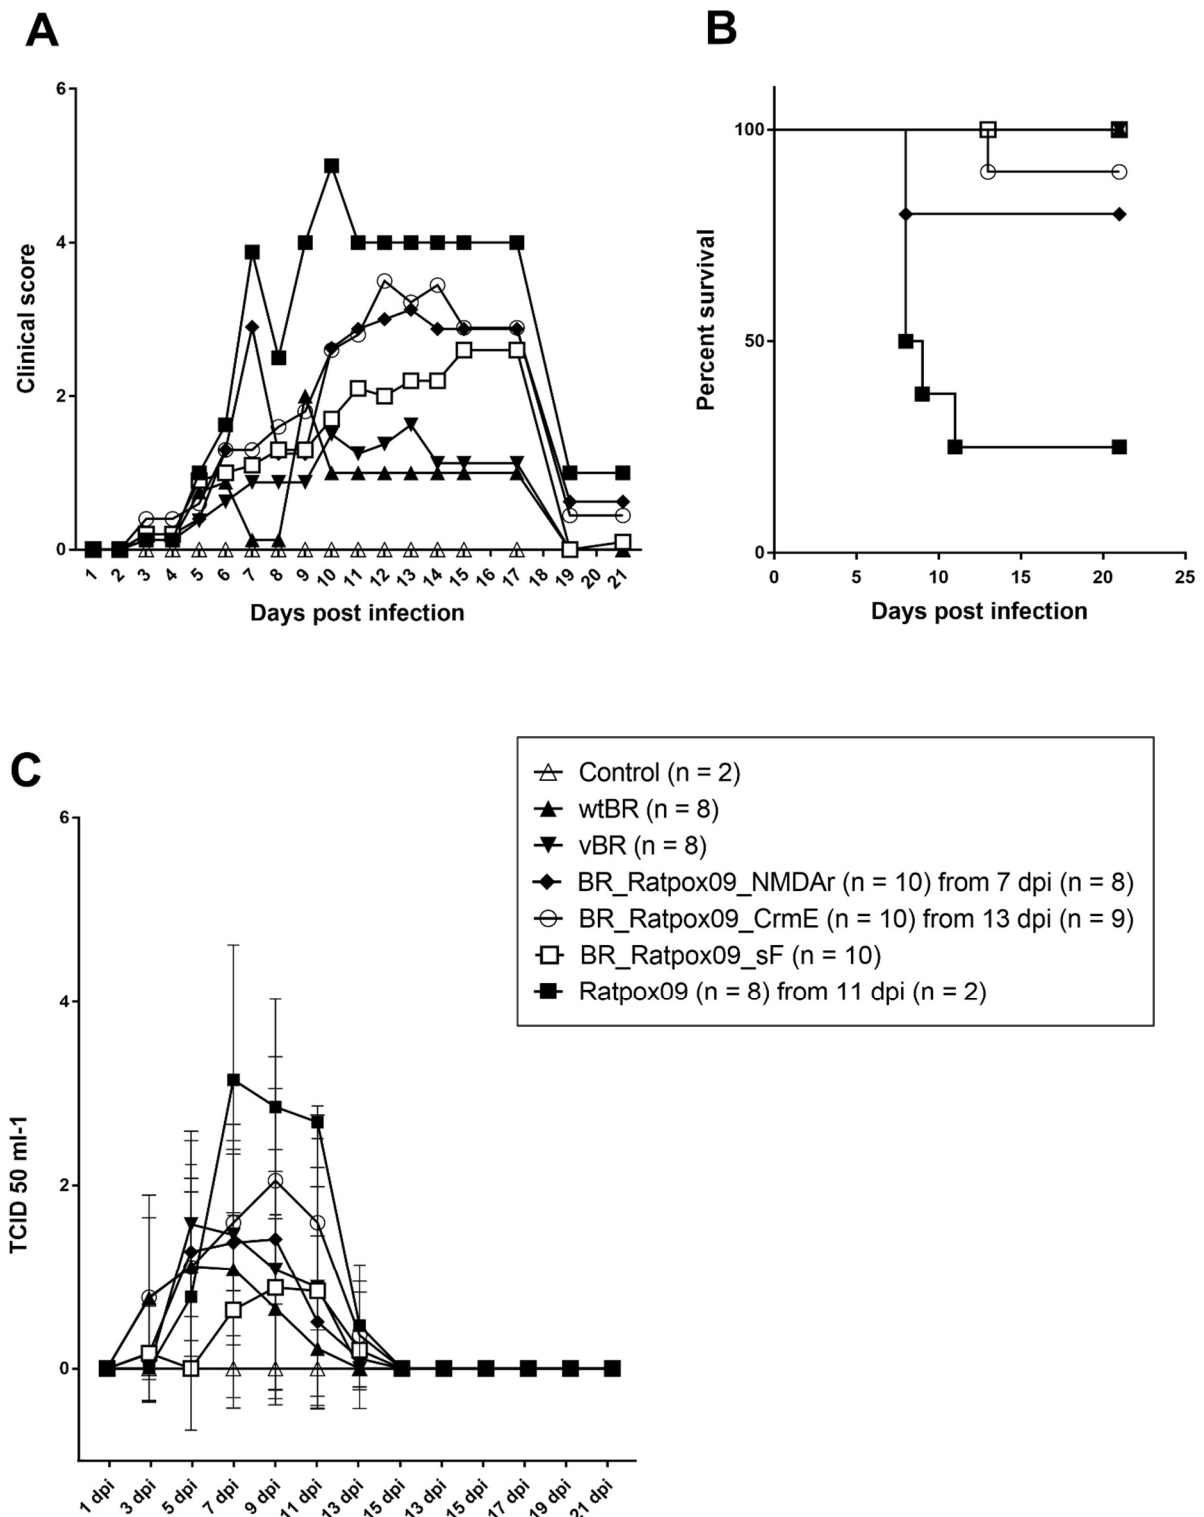 A
B
6
4
2
0
Clinical score
1 2 3 4 5 6 7 8 9 10 11 12 13 14 15 16 17 18 19 20 21
Days post infection
100
50
0
Percent survival
0 5 10 15 20 25
Days post infection
C
Control (n = 2)
wtBR (n = 8)
vBR (n = 8)
BR_Ratpox09_NMDAr (n = 10) from 7 dpi (n = 8)
BR_Ratpox09_CrmE (n = 10) from 13 dpi (n = 9)
BR_Ratpox09_sF (n = 10)
Ratpox09 (n = 8) from 11 dpi (n = 2)
6
4
2
0
TCID 50 ml-1
1 dpi 3 dpi 5 dpi 7 dpi 9 dpi 11 dpi 13 dpi 15 dpi 13 dpi 15 dpi 17 dpi 19 dpi 21 dpi